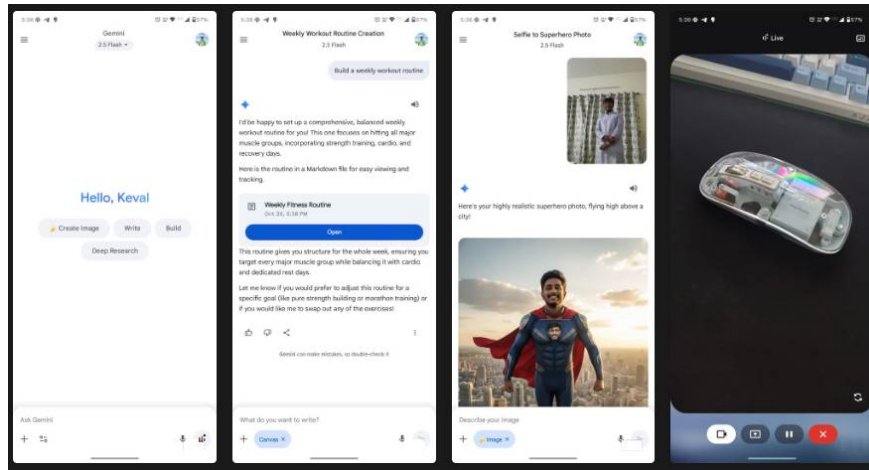 5:38
57%
Gemini
2.5 Flash
Hello, Keval
Create Image
Write
Build
Deep Research
Ask Gemini
57%
Weekly Workout Routine Creation
2.5 Flash
Build a weekly workout routine
I'd be happy to set up a comprehensive, balanced weekly
workout routine for you! This one focuses on hitting all major
muscle groups, incorporating strength training, cardio, and
recovery days.
Here is the routine in a Markdown file for easy viewing and
tracking.
Weekly Fitness Routine
Open
This routine gives you structure for the whole week, ensuring you
target every major muscle group while balancing it with cardio
and dedicated rest days.
Let me know if you would prefer to adjust this routine for a
specific goal (like pure strength building or marathon training) or
if you would like me to swap out any of the exercises!
Gemini can make mistakes, so double-check it
What do you want to write?
Canvas
57%
Selfie to Superhero Photo
2.5 Flash
Here's your highly realistic superhero photo, flying high above a
city!
Describe your image
Image
57%
Live